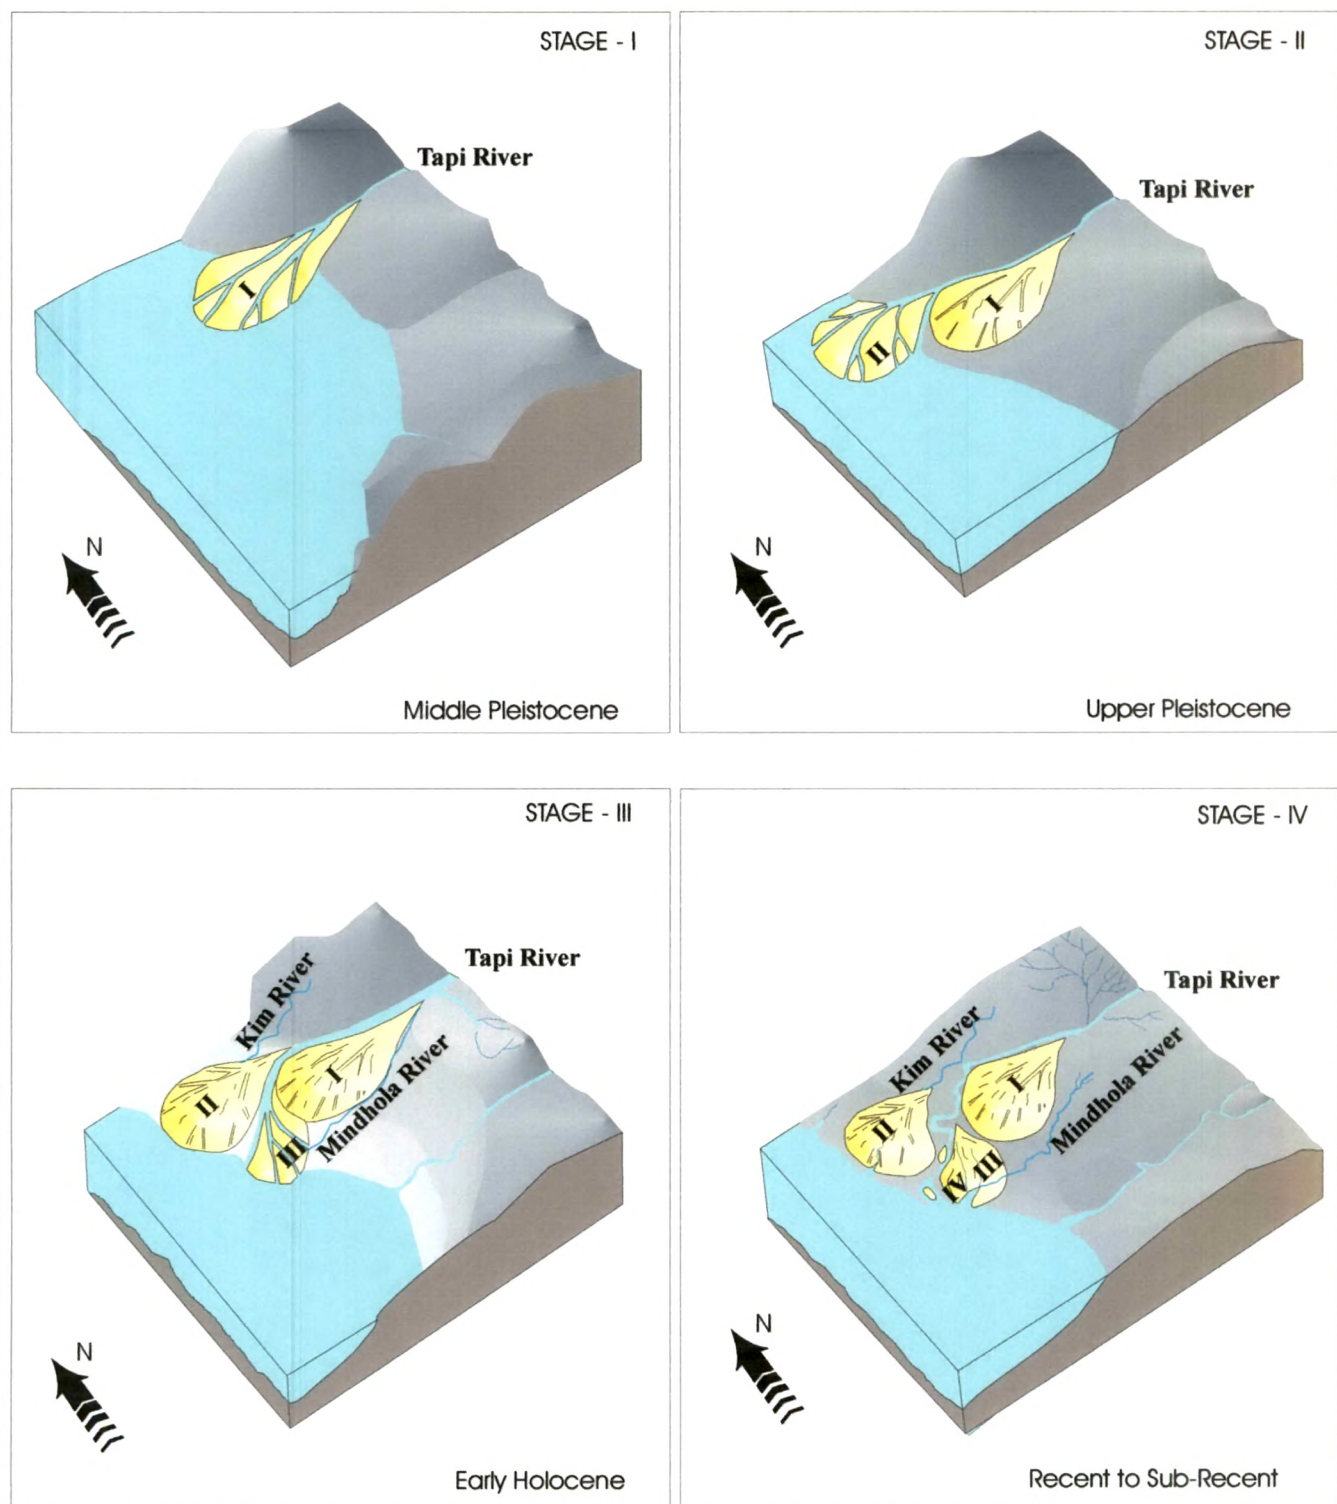 STAGE - I
Tapi River
I
N
Middle Pleistocene
STAGE - II
Tapi River
I
II
N
Upper Pleistocene
STAGE - III
Tapi River
Kim River
I
II
Mindhola River
III
N
Early Holocene
STAGE - IV
Tapi River
Kim River
I
Mindhola River
II
III
IV
N
Recent to Sub-Recent